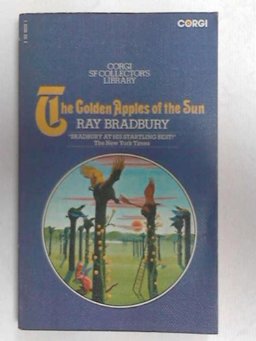 CORGI
CORGI
SF COLLECTOR'S
LIBRARY
The Golden Apples of the Sun
RAY BRADBURY
"BRADBURY AT HIS STARTLING BEST!"
The New York Times